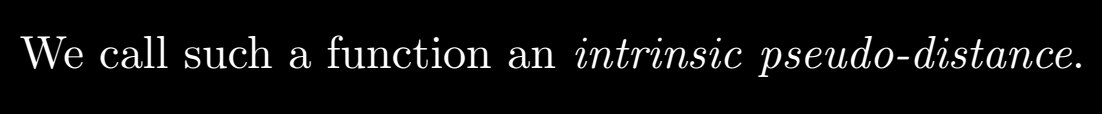 We call such a function an intrinsic pseudo-distance.